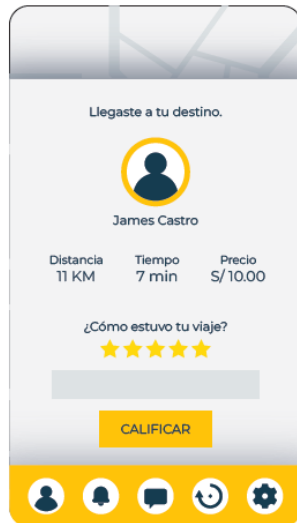 Llegaste a tu destino.
James Castro
Distancia Tiempo Precio
11 KM 7 min S/ 10.00
¿Cómo estuvo tu viaje?
CALIFICAR